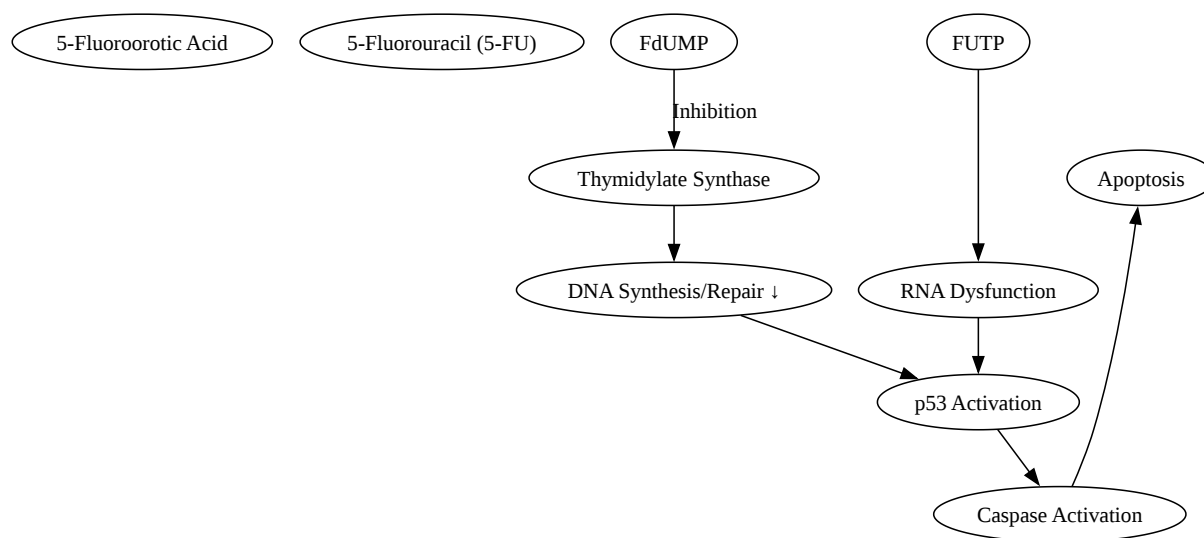 5-Fluoroorotic Acid
5-Fluorouracil (5-FU)
FdUMP
FUTP
Inhibition
Thymidylate Synthase
Apoptosis
DNA Synthesis/Repair ↓
RNA Dysfunction
p53 Activation
Caspase Activation